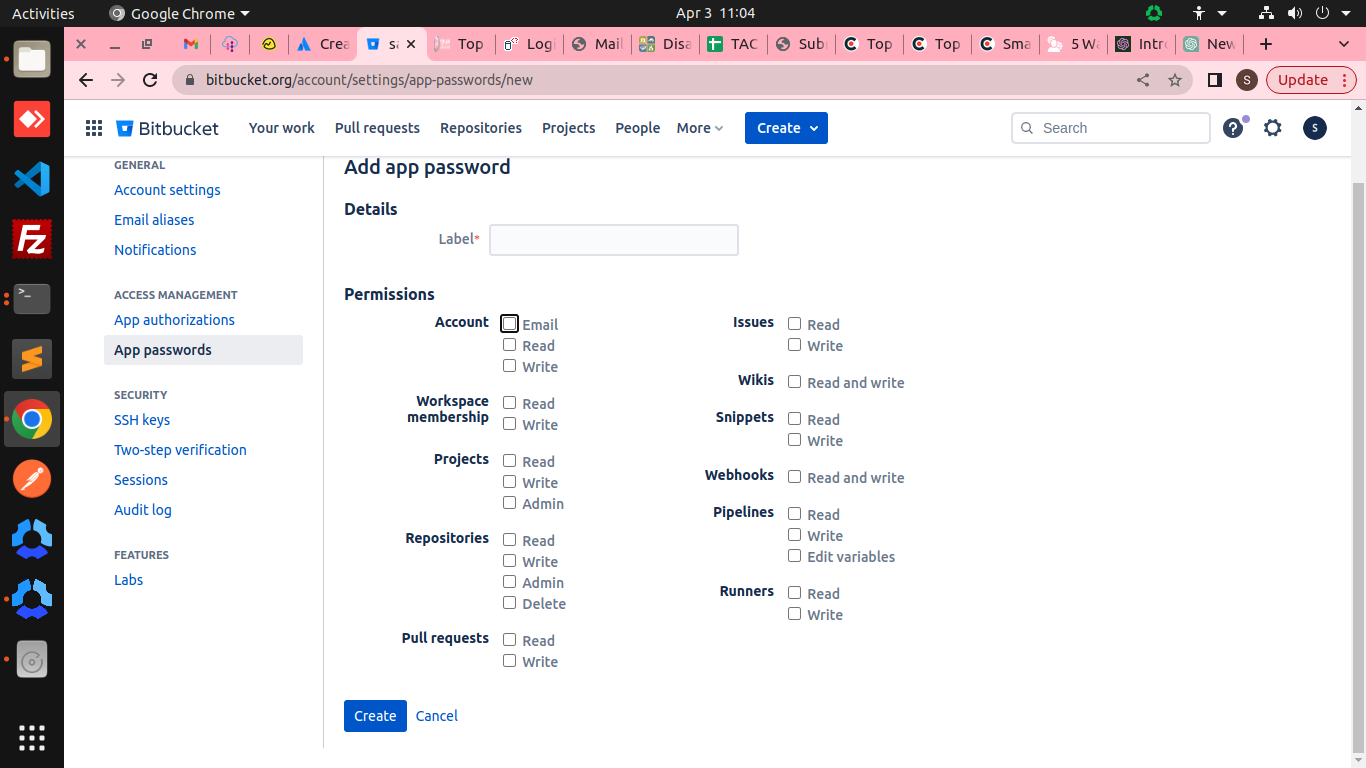 Activities
Google Chrome
Apr 3 11:04
Crea
sa
Top
Logi
Mail
Disa
TAC
Sub
Top
Top
Sma
5 Wa
Intr
New
bitbucket.org/account/settings/app-passwords/new
S
Update
Bitbucket
Your work
Pull requests
Repositories
Projects
People
More
Create
Search
S
GENERAL
Account settings
Email aliases
Notifications
ACCESS MANAGEMENT
App authorizations
App passwords
SECURITY
SSH keys
Two-step verification
Sessions
Audit log
FEATURES
Labs
Add app password
Details
Label*
Permissions
Account
Email
Read
Write
Workspace
membership
Read
Write
Projects
Read
Write
Admin
Repositories
Read
Write
Admin
Delete
Pull requests
Read
Write
Issues
Read
Write
Wikis
Read and write
Snippets
Read
Write
Webhooks
Read and write
Pipelines
Read
Write
Edit variables
Runners
Read
Write
Create
Cancel